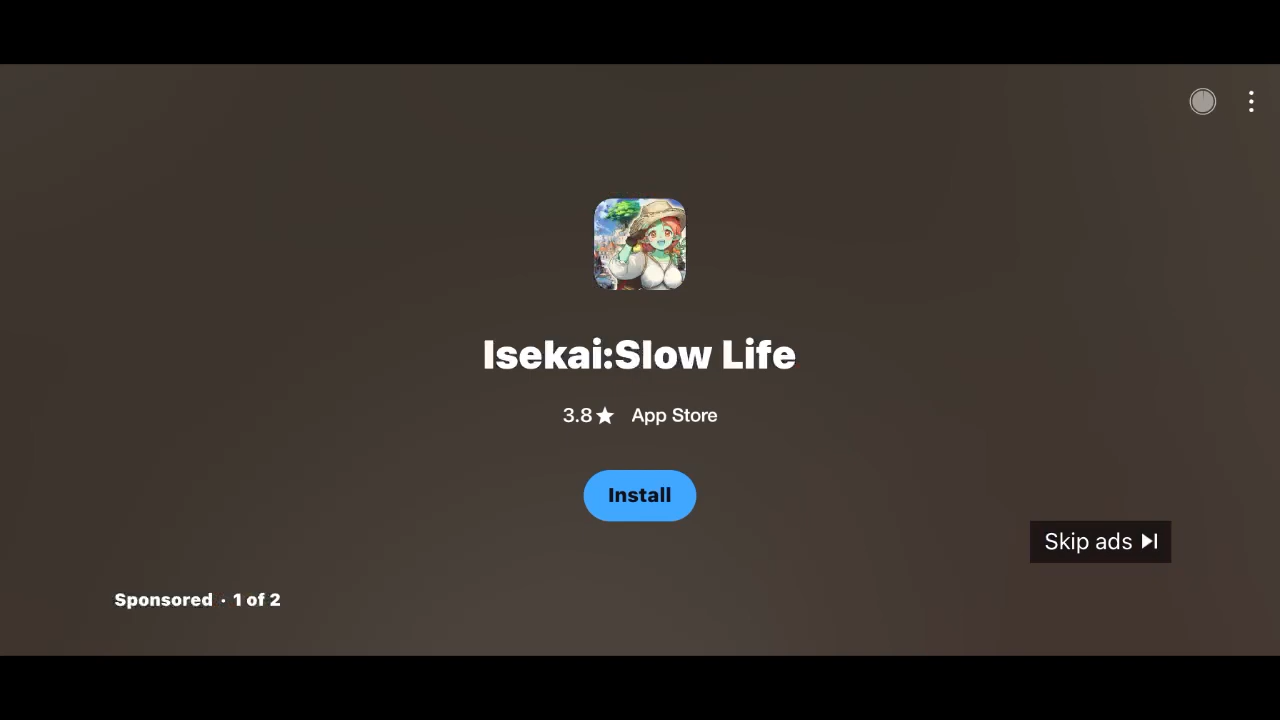 Isekai:Slow Life
3.8★ App Store
Install
Skip ads
Sponsored · 1 of 2